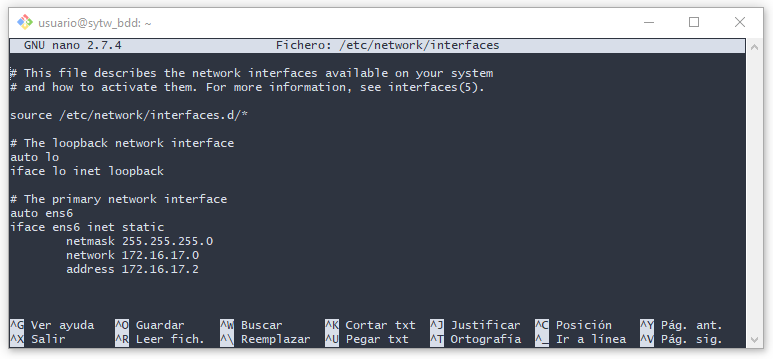 usuario@sytw_bdd: ~
GNU nano 2.7.4 Fichero: /etc/network/interfaces
# This file describes the network interfaces available on your system
# and how to activate them. For more information, see interfaces(5).
source /etc/network/interfaces.d/*
# The loopback network interface
auto lo
iface lo inet loopback
# The primary network interface
auto ens6
iface ens6 inet static
netmask 255.255.255.0
network 172.16.17.0
address 172.16.17.2
^G Ver ayuda ^O Guardar ^W Buscar ^K Cortar txt ^J Justificar ^C Posición ^Y Pág. ant.
^X Salir ^R Leer fich. ^\ Reemplazar ^U Pegar txt ^T Ortografía ^_ Ir a línea ^V Pág. sig.